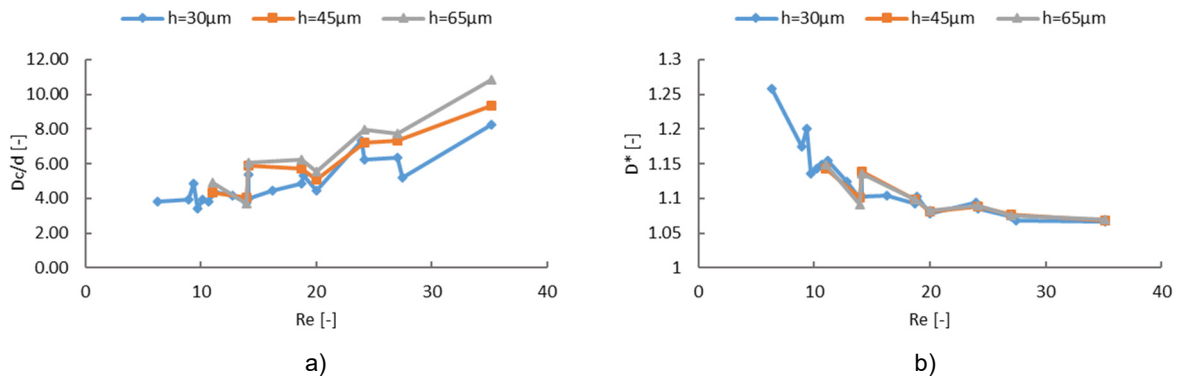 h=30µm h=45µm h=65µm
12.00
10.00
8.00
6.00
4.00
2.00
0.00
Dc/d [-]
0 10 20 30 40
Re [-]
a)
h=30µm h=45µm h=65µm
1.3
1.25
1.2
1.15
1.1
1.05
1
D* [-]
0 10 20 30 40
Re [-]
b)